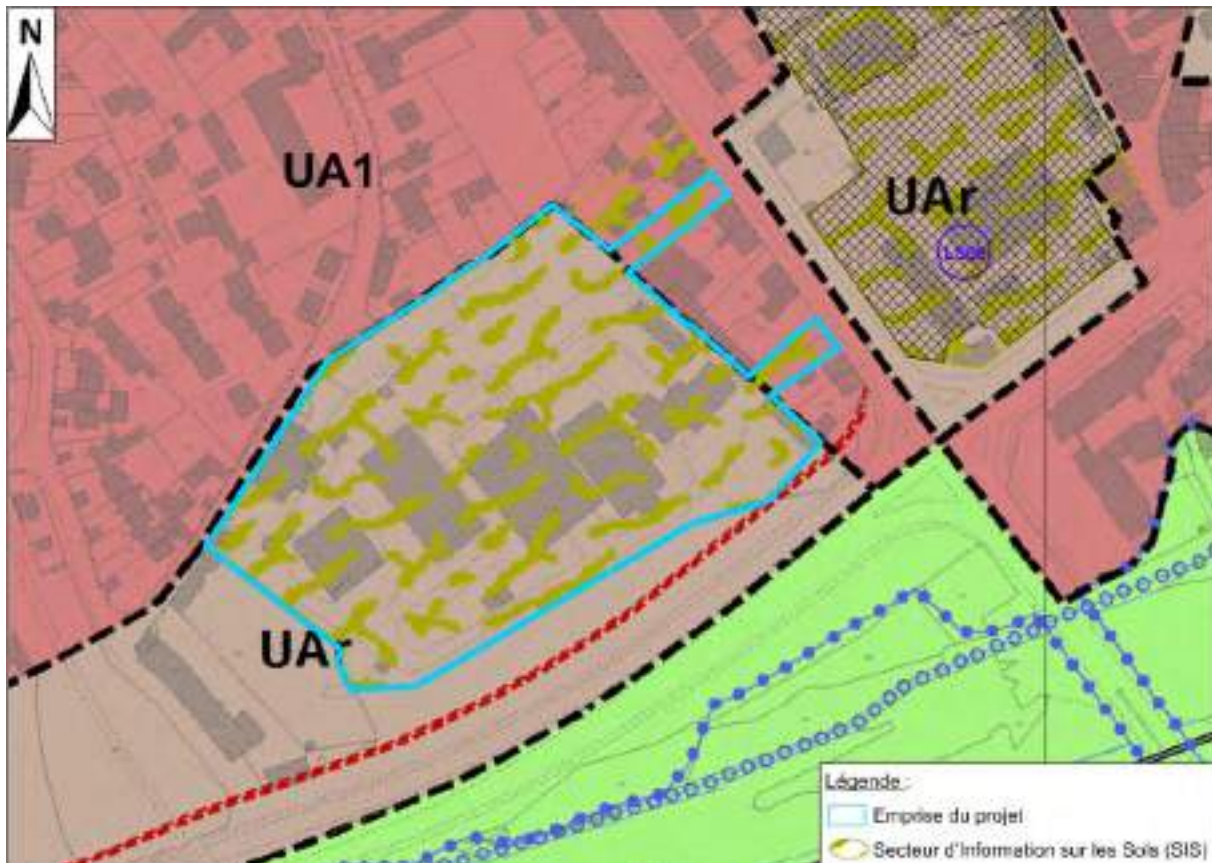 N
UA1
UAr
UAr
Légende :
Emprise du projet
Secteur d'Information sur les Sols (SIS)